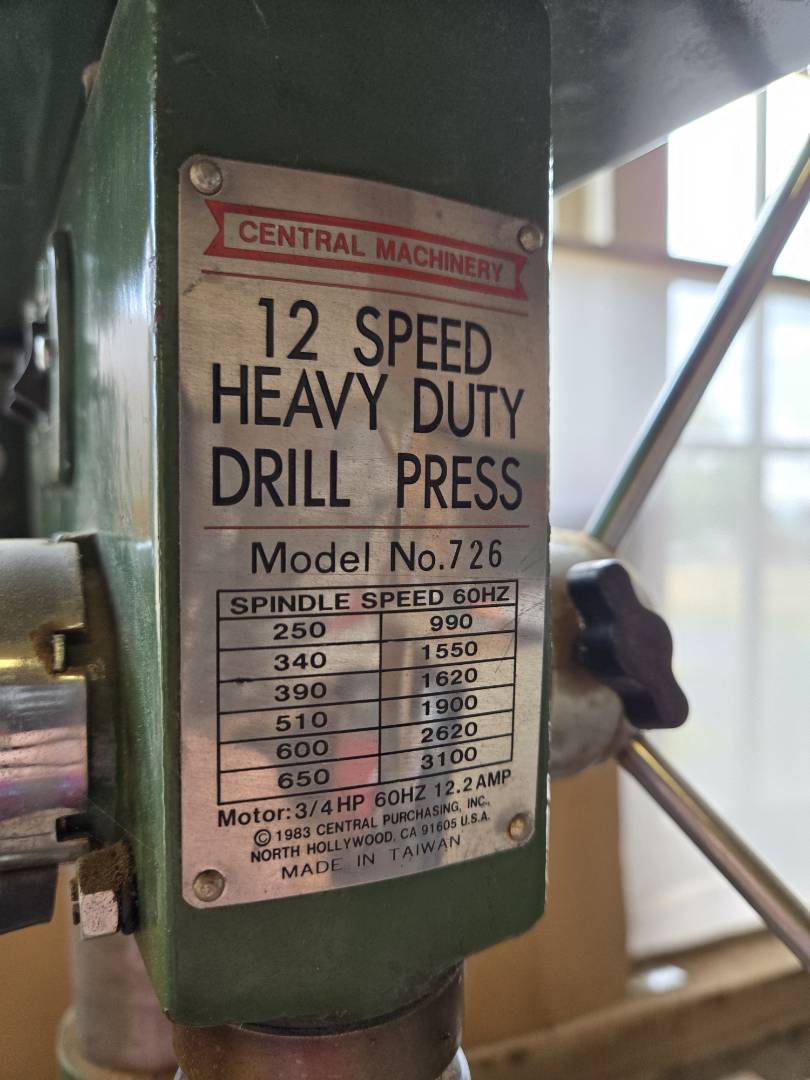 CENTRAL MACHINERY
12 SPEED
HEAVY DUTY
DRILL PRESS
Model No.726
SPINDLE SPEED 60HZ
250 990
340 1550
390 1620
510 1900
600 2620
650 3100
Motor: 3/4 HP 60HZ 12.2 AMP
© 1983 CENTRAL PURCHASING, INC.,
NORTH HOLLYWOOD, CA 91605 U.S.A.
MADE IN TAIWAN